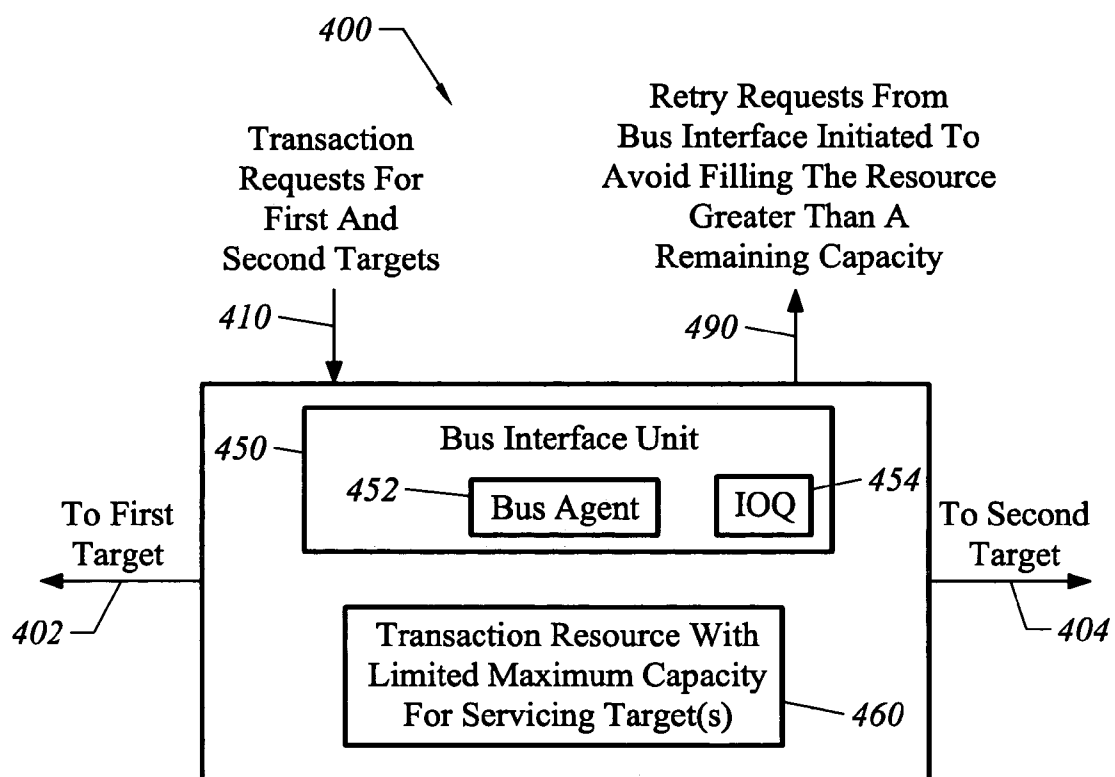 400
Transaction
Requests For
First And
Second Targets
Retry Requests From
Bus Interface Initiated To
Avoid Filling The Resource
Greater Than A
Remaining Capacity
410
490
450
Bus Interface Unit
452
Bus Agent
IOQ
454
To First
Target
To Second
Target
402
404
Transaction Resource With
Limited Maximum Capacity
For Servicing Target(s)
460